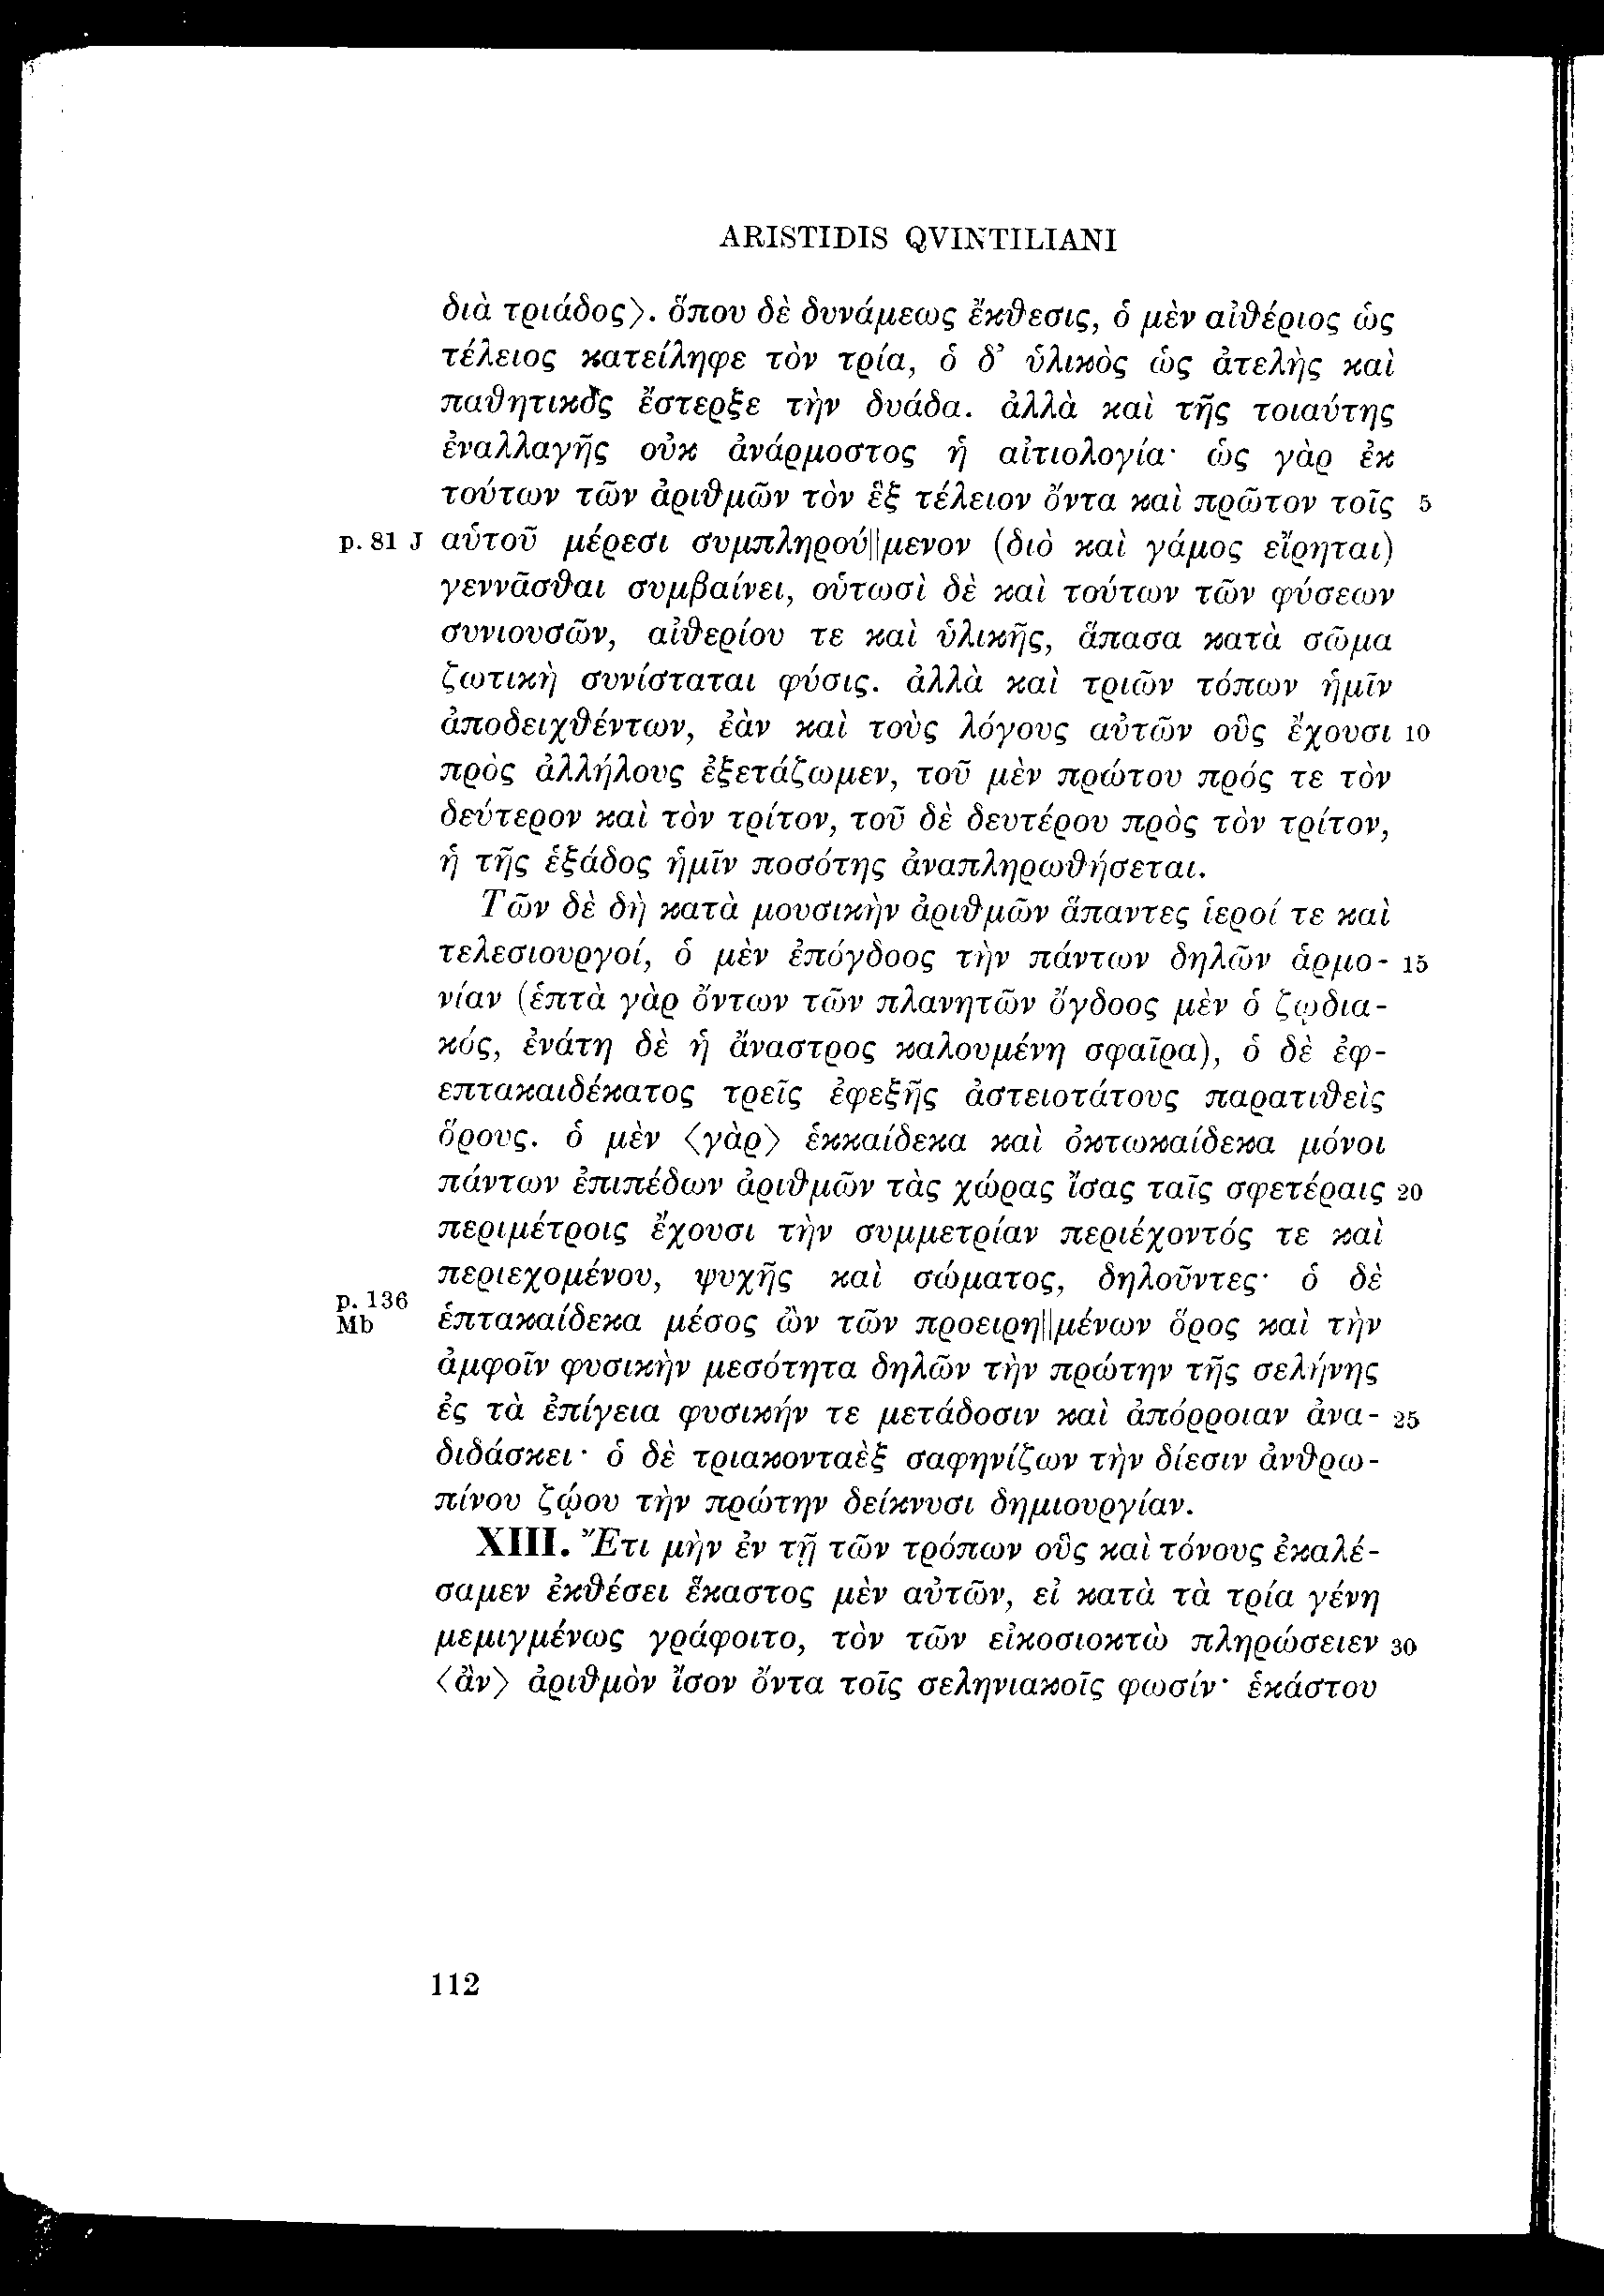 ARISTIDIS QVINTILIANI
διὰ τριάδος⟩. ὅπου δὲ δυνάμεως ἔκθεσις, ὁ μὲν αἰθέριος ὡς
τέλειος κατείληφε τὸν τρία, ὁ δ’ ὑλικὸς ὡς ἀτελὴς καὶ
παθητικὸς ἔστερξε τὴν δυάδα. ἀλλὰ καὶ τῆς τοιαύτης
ἐναλλαγῆς οὐκ ἀνάρμοστος ἡ αἰτιολογία· ὡς γὰρ ἐκ
τούτων τῶν ἀριθμῶν τὸν ἓξ τέλειον ὄντα καὶ πρῶτον τοῖς 5
p. 81 J αὑτοῦ μέρεσι συμπληρού||μενον (διὸ καὶ γάμος εἴρηται)
γεννᾶσθαι συμβαίνει, οὑτωσὶ δὲ καὶ τούτων τῶν φύσεων
συνιουσῶν, αἰθερίου τε καὶ ὑλικῆς, ἅπασα κατὰ σῶμα
ζωτικὴ συνίσταται φύσις. ἀλλὰ καὶ τριῶν τόπων ἡμῖν
ἀποδειχθέντων, ἐὰν καὶ τοὺς λόγους αὐτῶν οὓς ἔχουσι 10
πρὸς ἀλλήλους ἐξετάζωμεν, τοῦ μὲν πρώτου πρός τε τὸν
δεύτερον καὶ τὸν τρίτον, τοῦ δὲ δευτέρου πρὸς τὸν τρίτον,
ἡ τῆς ἑξάδος ἡμῖν ποσότης ἀναπληρωθήσεται.
Τῶν δὲ δὴ κατὰ μουσικὴν ἀριθμῶν ἅπαντες ἱεροί τε καὶ
τελεσιουργοί, ὁ μὲν ἐπόγδοος τὴν πάντων δηλῶν ἁρμο- 15
νίαν (ἑπτὰ γὰρ ὄντων τῶν πλανητῶν ὄγδοος μὲν ὁ ζῳδια-
κός, ἐνάτη δὲ ἡ ἄναστρος καλουμένη σφαῖρα), ὁ δὲ ἐφ-
επτακαιδέκατος τρεῖς ἐφεξῆς ἀστειοτάτους παρατιθεὶς
ὅρους. ὁ μὲν ⟨γὰρ⟩ ἑκκαίδεκα καὶ ὀκτωκαίδεκα μόνοι
πάντων ἐπιπέδων ἀριθμῶν τὰς χώρας ἴσας ταῖς σφετέραις 20
περιμέτροις ἔχουσι τὴν συμμετρίαν περιέχοντός τε καὶ
περιεχομένου, ψυχῆς καὶ σώματος, δηλοῦντες· ὁ δὲ
p. 136 Mb ἑπτακαίδεκα μέσος ὢν τῶν προειρη||μένων ὅρος καὶ τὴν
ἀμφοῖν φυσικὴν μεσότητα δηλῶν τὴν πρώτην τῆς σελήνης
ἐς τὰ ἐπίγεια φυσικήν τε μετάδοσιν καὶ ἀπόρροιαν ἀνα- 25
διδάσκει· ὁ δὲ τριακονταὲξ σαφηνίζων τὴν δίεσιν ἀνθρω-
πίνου ζῴου τὴν πρώτην δείκνυσι δημιουργίαν.
XIII. Ἔτι μὴν ἐν τῇ τῶν τρόπων οὓς καὶ τόνους ἐκαλέ-
σαμεν ἐκθέσει ἕκαστος μὲν αὐτῶν, εἰ κατὰ τὰ τρία γένη
μεμιγμένως γράφοιτο, τὸν τῶν εἰκοσιοκτὼ πληρώσειεν 30
⟨ἂν⟩ ἀριθμὸν ἴσον ὄντα τοῖς σεληνιακοῖς φωσίν· ἑκάστου
112